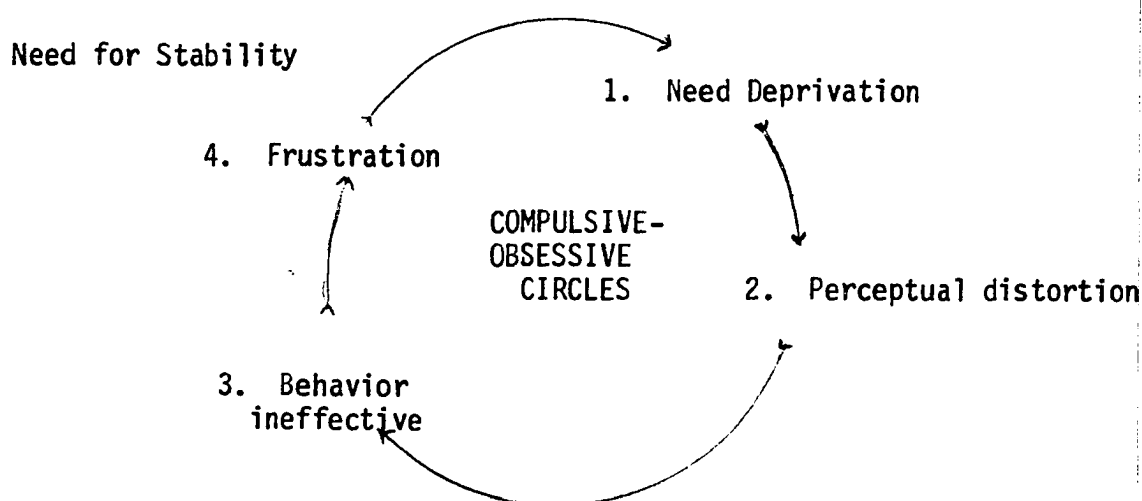 Need for Stability
1. Need Deprivation
4. Frustration
COMPULSIVE-
OBSESSIVE
CIRCLES
2. Perceptual distortion
3. Behavior
ineffective